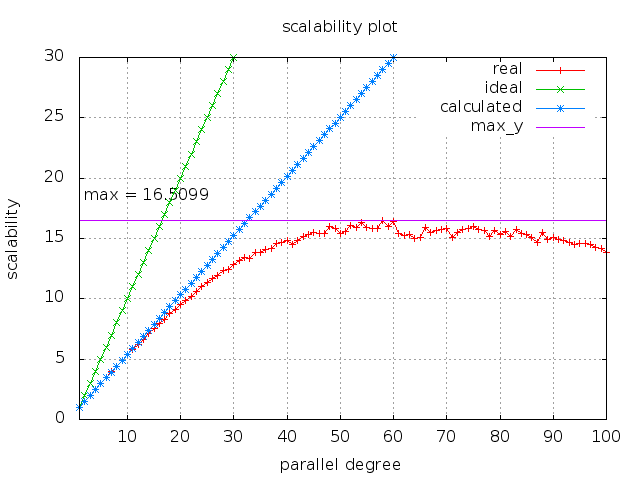 scalability plot
30
25
20
15
10
5
0
real
ideal
calculated
max_y
max = 16.5099
scalability
10 20 30 40 50 60 70 80 90 100
parallel degree